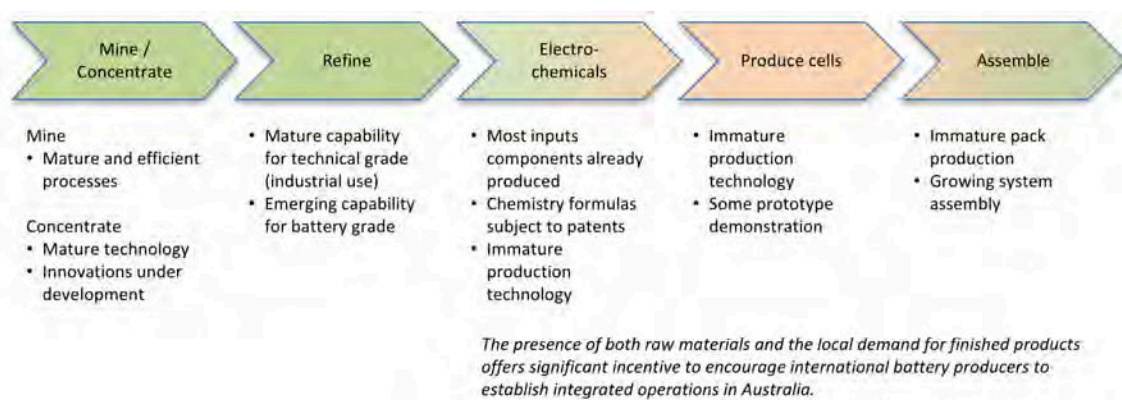 Mine /
Concentrate
Refine
Electro-
chemicals
Produce cells
Assemble
Mine
• Mature and efficient
processes
Concentrate
• Mature technology
• Innovations under
development
• Mature capability
for technical grade
(industrial use)
• Emerging capability
for battery grade
• Most inputs
components already
produced
• Chemistry formulas
subject to patents
• Immature
production
technology
• Immature
production
technology
• Some prototype
demonstration
• Immature pack
production
• Growing system
assembly
The presence of both raw materials and the local demand for finished products
offers significant incentive to encourage international battery producers to
establish integrated operations in Australia.